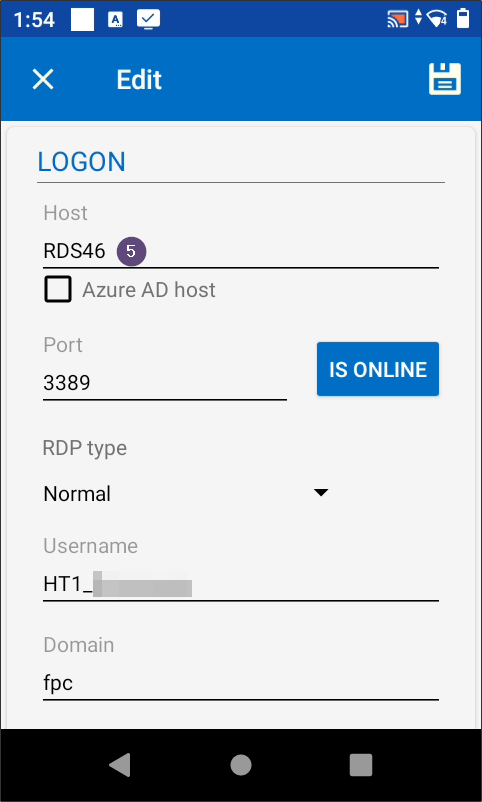 1:54 A 4
Edit
LOGON
Host
RDS46 5
Azure AD host
Port
3389
IS ONLINE
RDP type
Normal
Username
HT1_
Domain
fpc